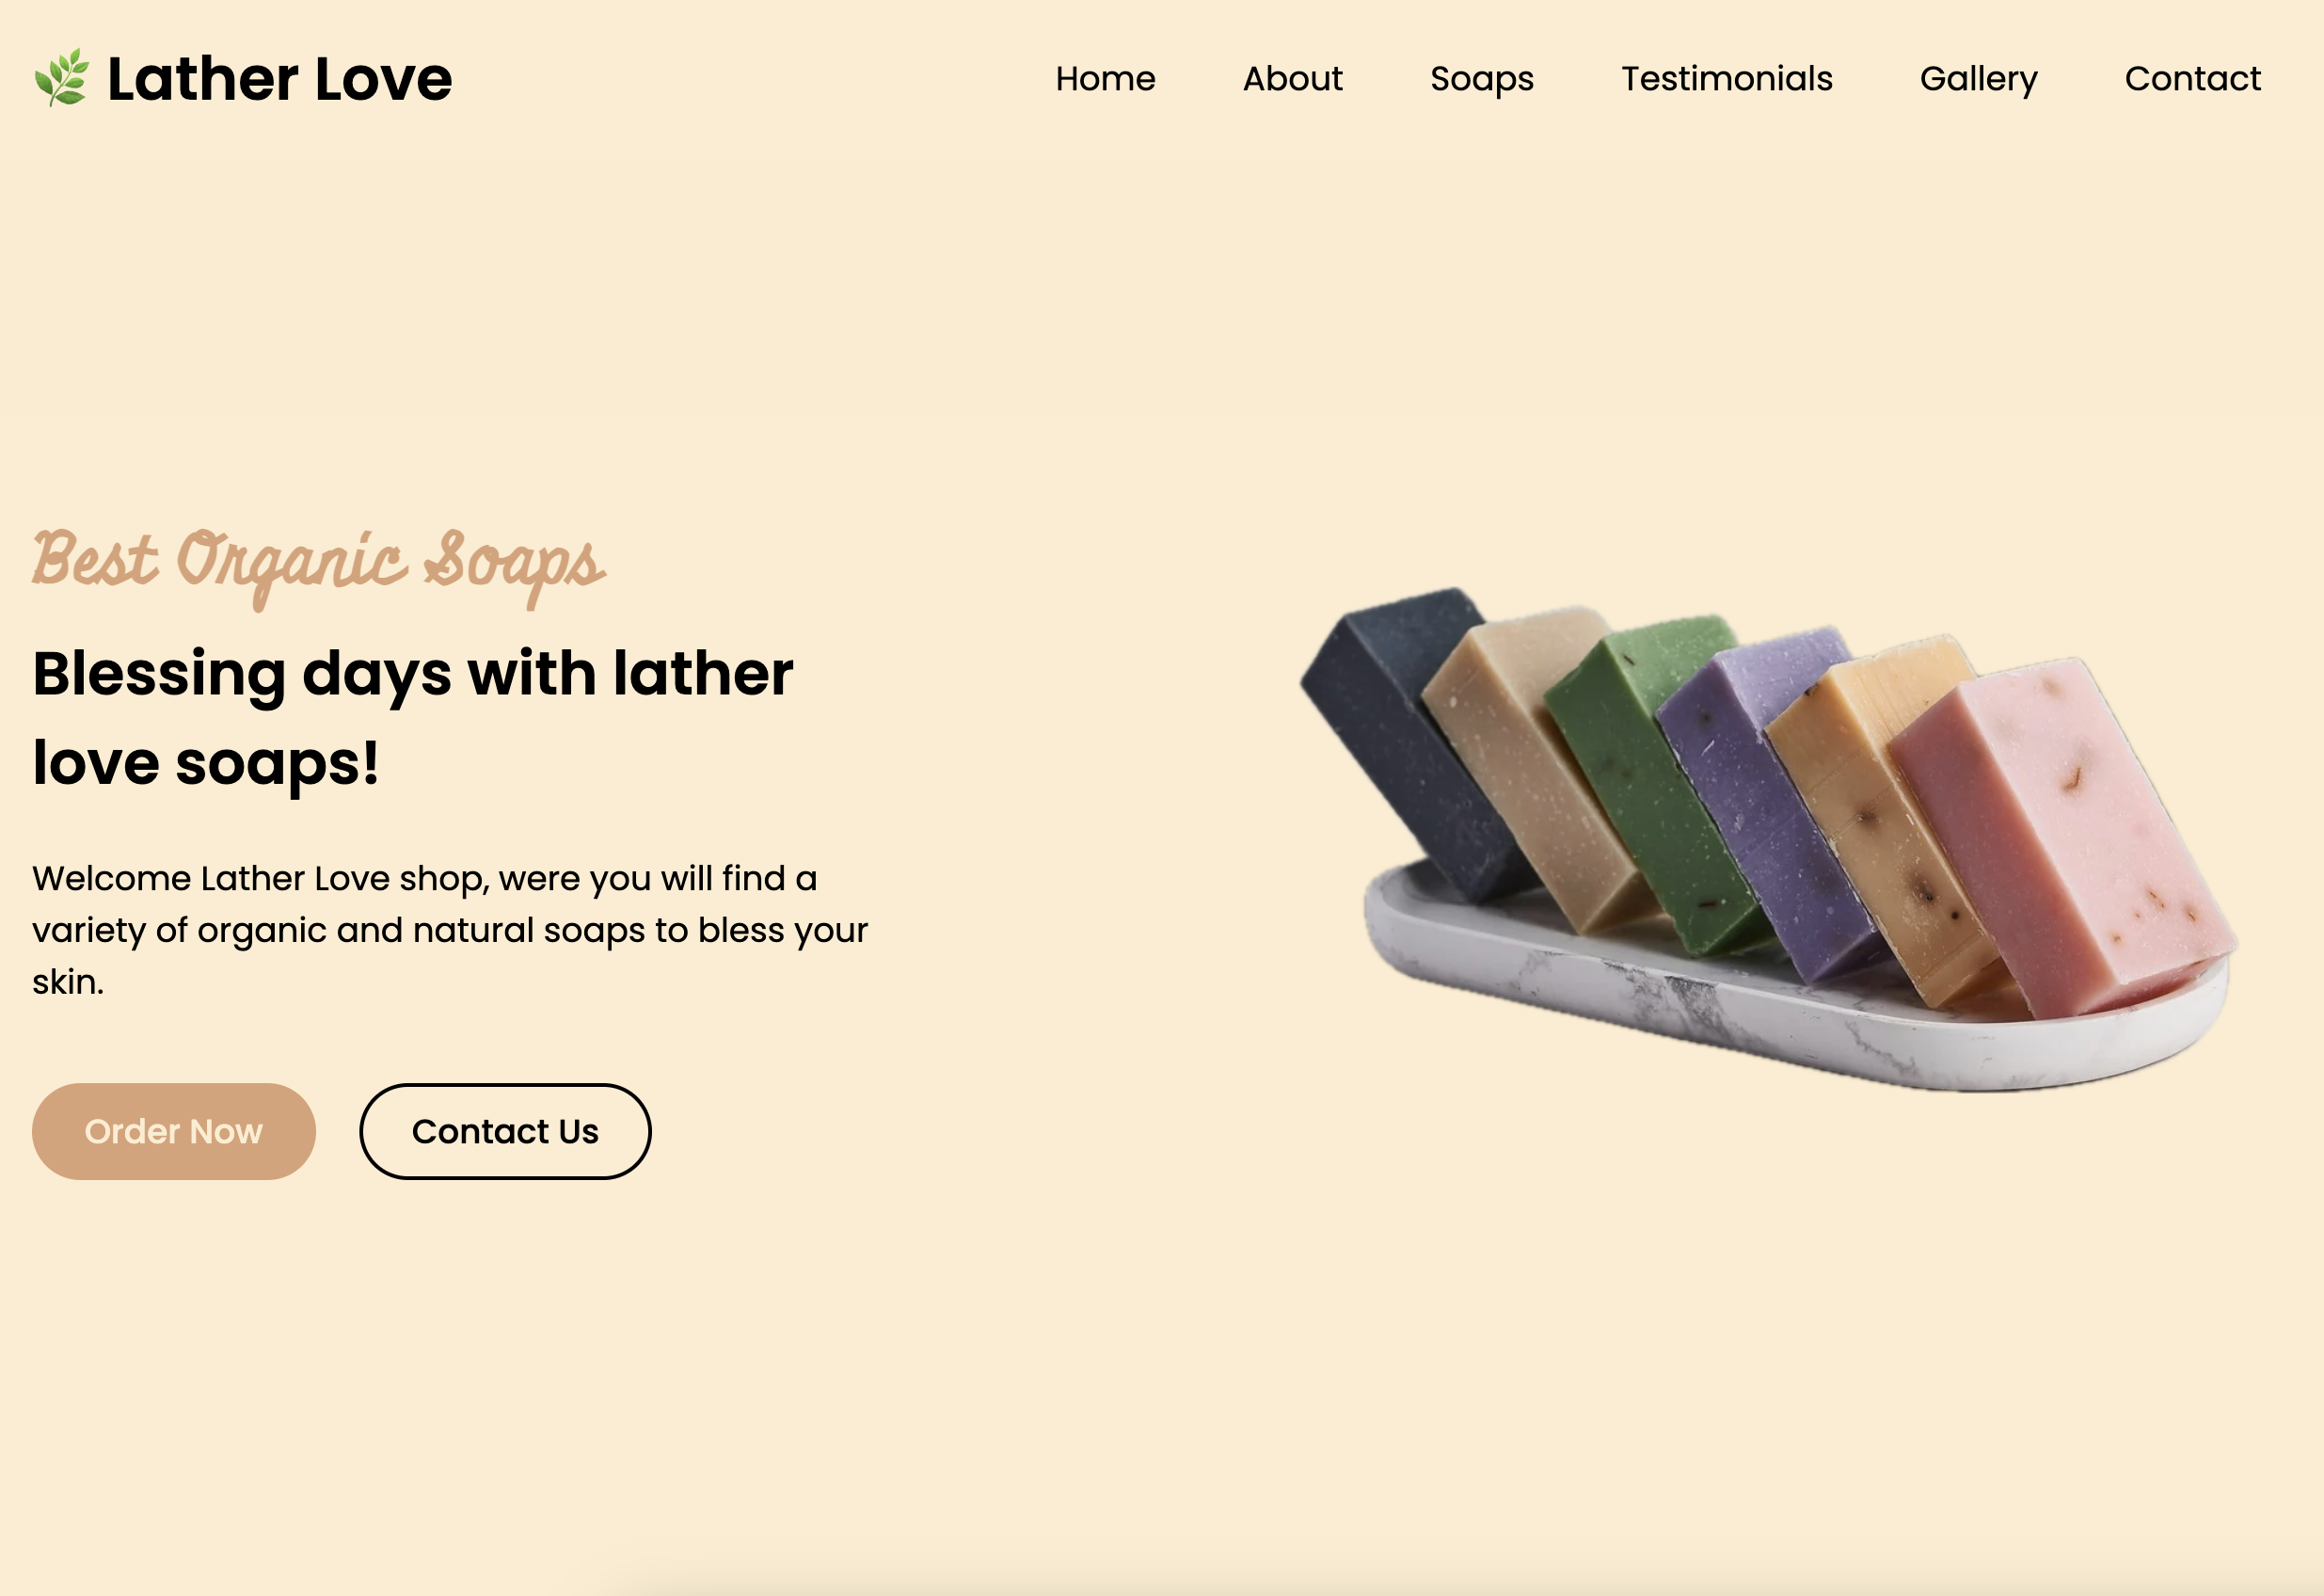 🌿 Lather Love
Home About Soaps Testimonials Gallery Contact
Best Organic Soaps
Blessing days with lather
love soaps!
Welcome Lather Love shop, were you will find a
variety of organic and natural soaps to bless your
skin.
Order Now Contact Us